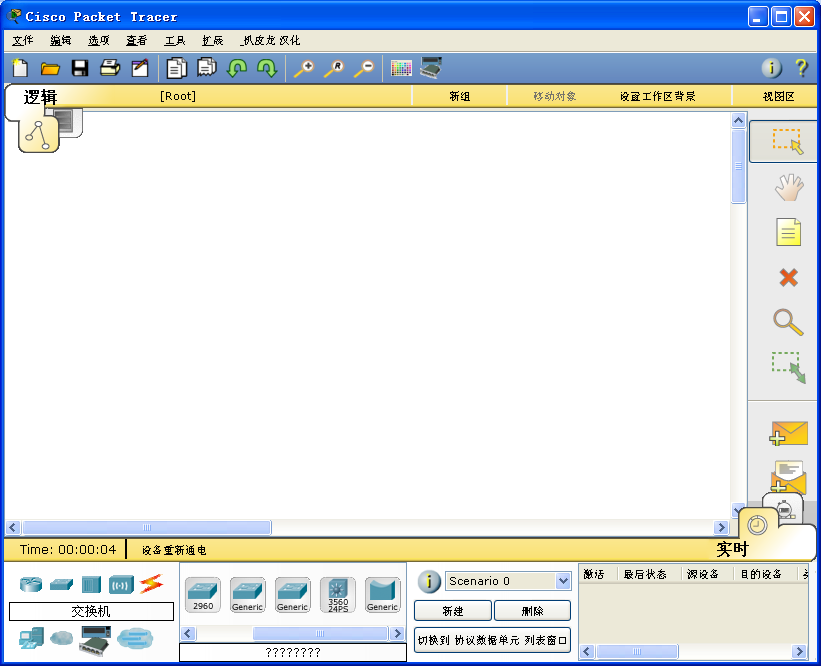 Cisco Packet Tracer
文件 编辑 选项 查看 工具 扩展 机皮龙 汉化
逻辑 [Root] 新组 移动对象 设置工作区背景 视图区
Time: 00:00:04 设备重新通电 实时
2960 Generic Generic 3560 24PS Generic
交换机
????????
Scenario 0
新建 删除
切换到 协议数据单元 列表窗口
激活 最后状态 源设备 目的设备